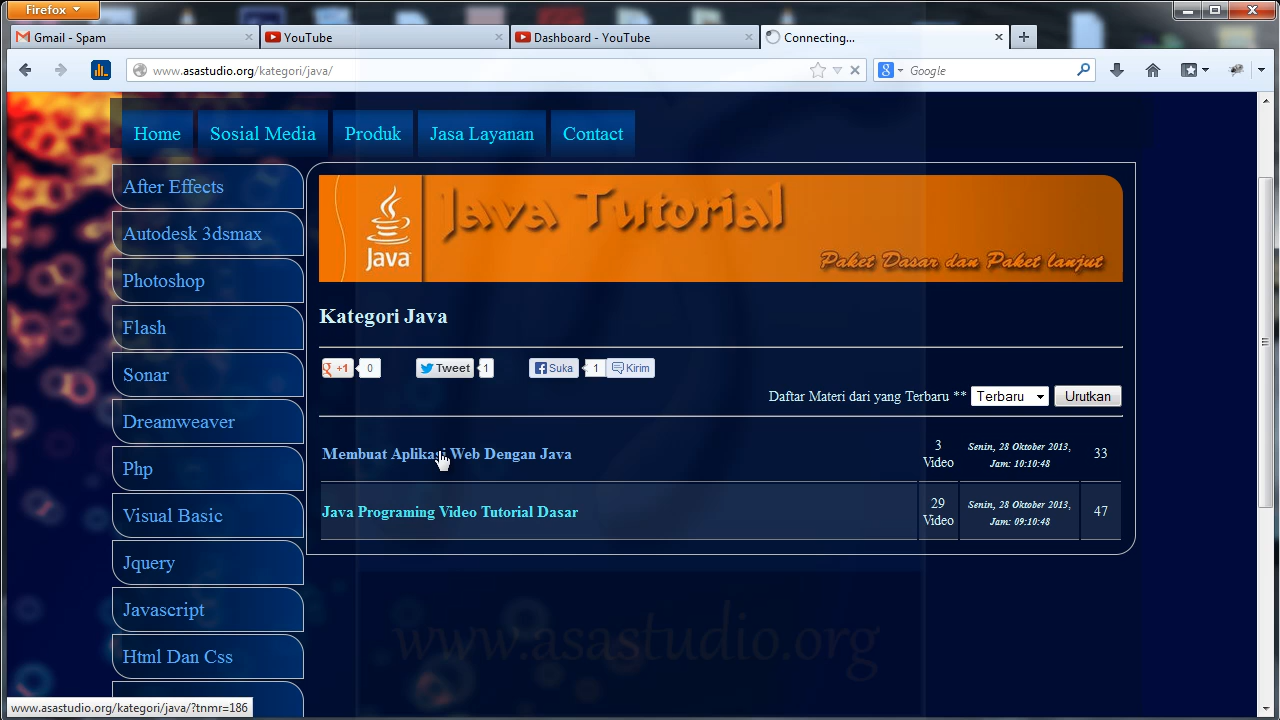 Firefox
Gmail - Spam
YouTube
Dashboard - YouTube
Connecting...
www.asastudio.org/kategori/java/
Google
Home
Sosial Media
Produk
Jasa Layanan
Contact
After Effects
Autodesk 3dsmax
Photoshop
Flash
Sonar
Dreamweaver
Php
Visual Basic
Jquery
Javascript
Html Dan Css
Java
Java Tutorial
Paket Dasar dan Paket lanjut
Kategori Java
+1 0
Tweet 1
Suka 1
Kirim
Daftar Materi dari yang Terbaru ** Terbaru Urutkan
Membuat Aplikasi Web Dengan Java
3 Video
Senin, 28 Oktober 2013,
Jam: 10:10:48
33
Java Programing Video Tutorial Dasar
29 Video
Senin, 28 Oktober 2013,
Jam: 09:10:48
47
www.asastudio.org
www.asastudio.org/kategori/java/?tnmr=186